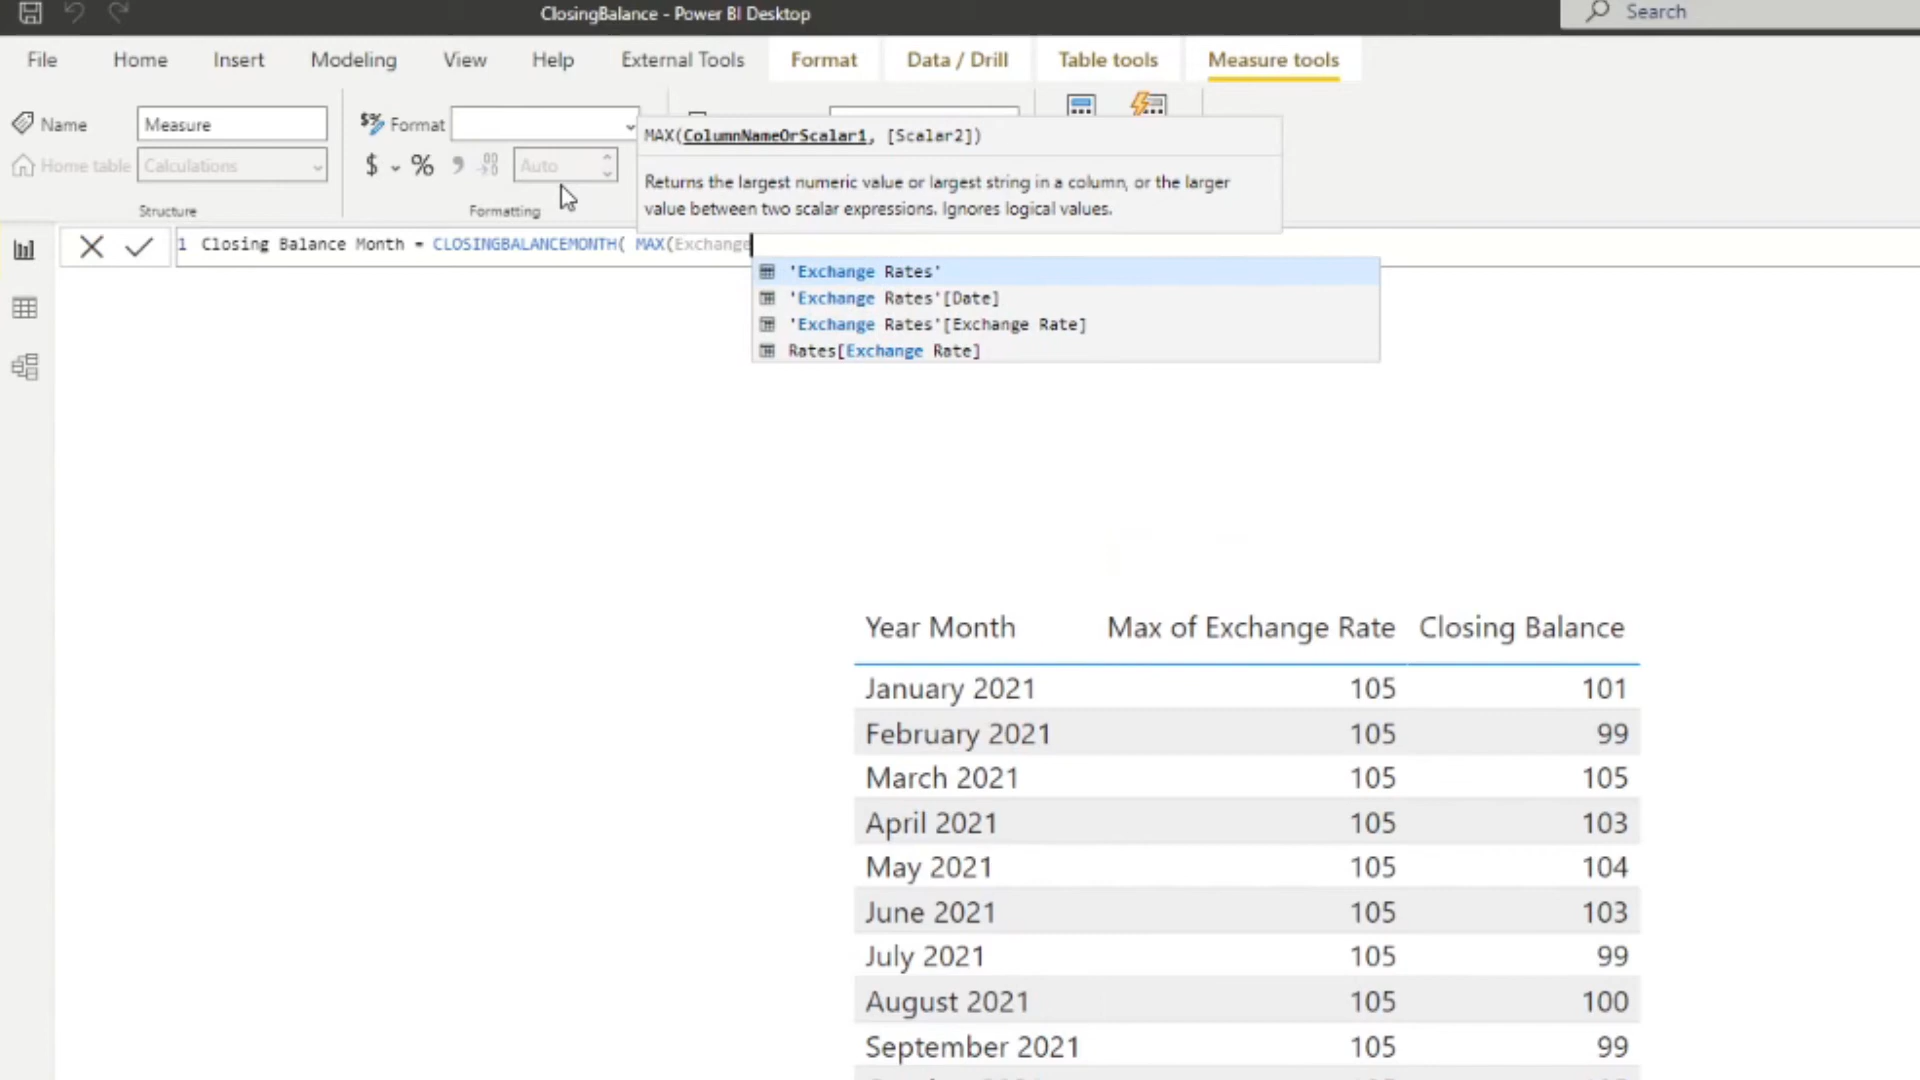 ClosingBalance - Power BI Desktop
Search
File Home Insert Modeling View Help External Tools Format Data / Drill Table tools Measure tools
Name Measure
Format
Home table Calculations
$ % , .00 Auto
Structure
Formatting
MAX(ColumnNameOrScalar1, [Scalar2])
Returns the largest numeric value or largest string in a column, or the larger
value between two scalar expressions. Ignores logical values.
1 Closing Balance Month = CLOSINGBALANCEMONTH( MAX(Exchange
'Exchange Rates'
'Exchange Rates'[Date]
'Exchange Rates'[Exchange Rate]
Rates[Exchange Rate]
Year Month Max of Exchange Rate Closing Balance
January 2021 105 101
February 2021 105 99
March 2021 105 105
April 2021 105 103
May 2021 105 104
June 2021 105 103
July 2021 105 99
August 2021 105 100
September 2021 105 99